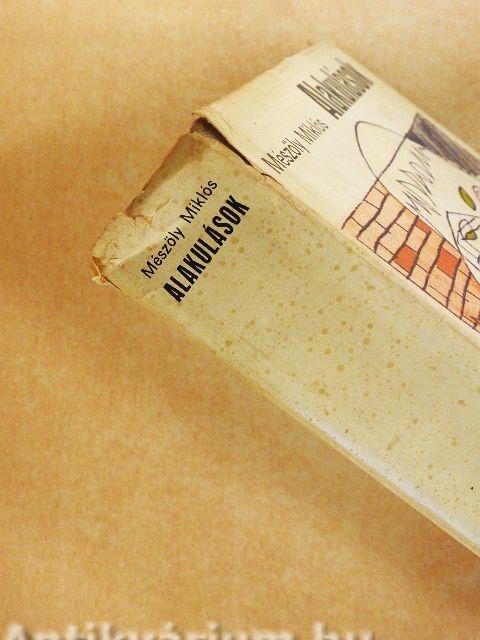 Mészöly Miklós
ALAKULÁSOK
Mészöly Miklós
Alakulások
Antikvárium.hu